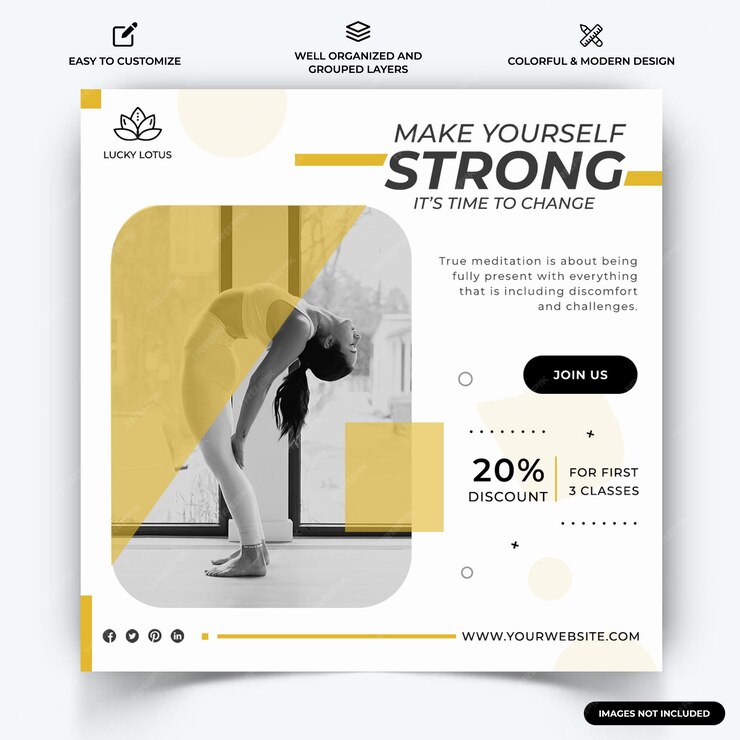 EASY TO CUSTOMIZE
WELL ORGANIZED AND
GROUPED LAYERS
COLORFUL & MODERN DESIGN
LUCKY LOTUS
MAKE YOURSELF
STRONG
IT'S TIME TO CHANGE
True meditation is about being
fully present with everything
that is including discomfort
and challenges.
JOIN US
20%
DISCOUNT
FOR FIRST
3 CLASSES
WWW.YOURWEBSITE.COM
IMAGES NOT INCLUDED